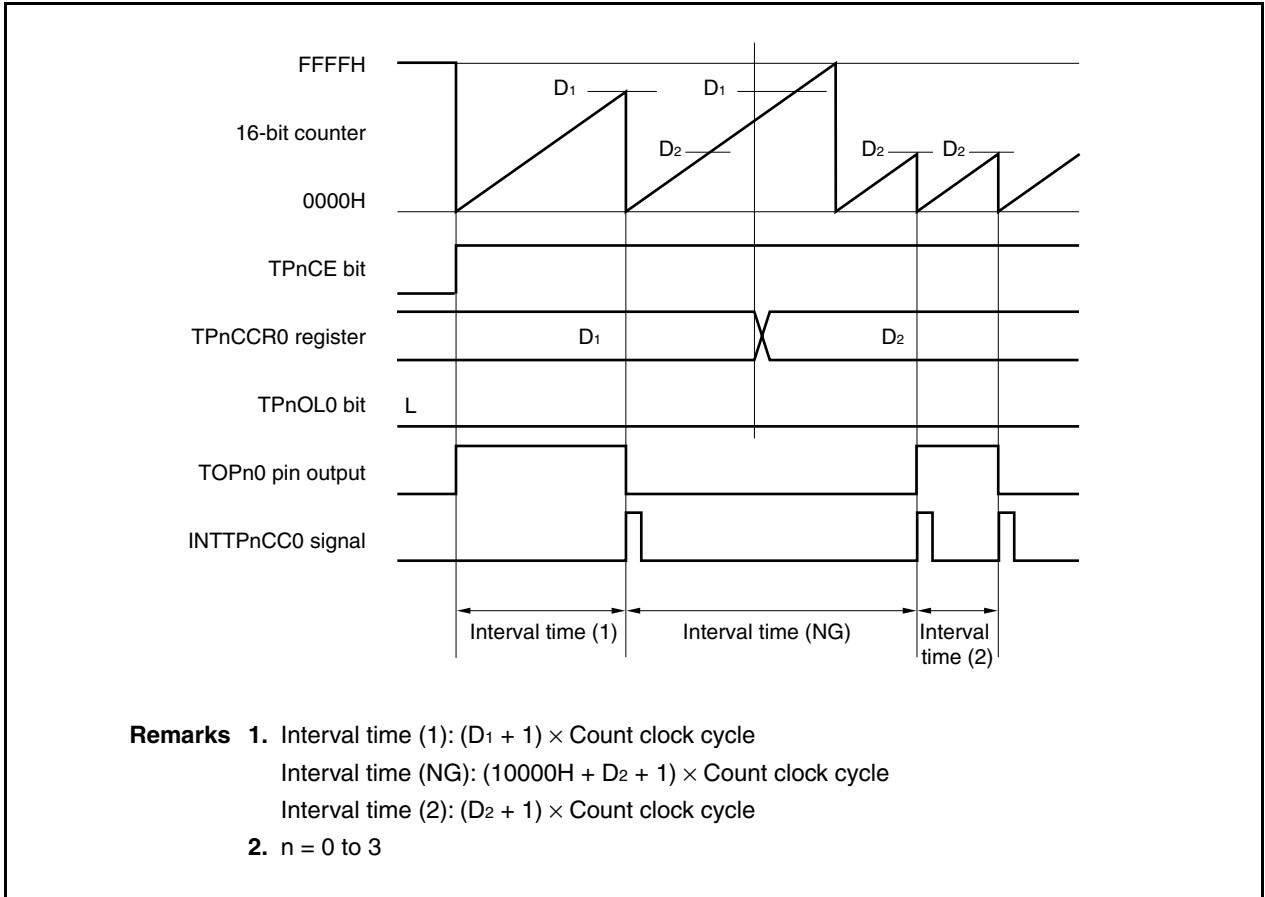 FFFFH
D1 D1
16-bit counter
D2 D2 D2
0000H
TPnCE bit
TPnCCR0 register D1 D2
TPnOL0 bit L
TOPn0 pin output
INTTPnCC0 signal
Interval time (1) Interval time (NG) Interval
time (2)
Remarks 1. Interval time (1): (D1 + 1) × Count clock cycle
Interval time (NG): (10000H + D2 + 1) × Count clock cycle
Interval time (2): (D2 + 1) × Count clock cycle
2. n = 0 to 3